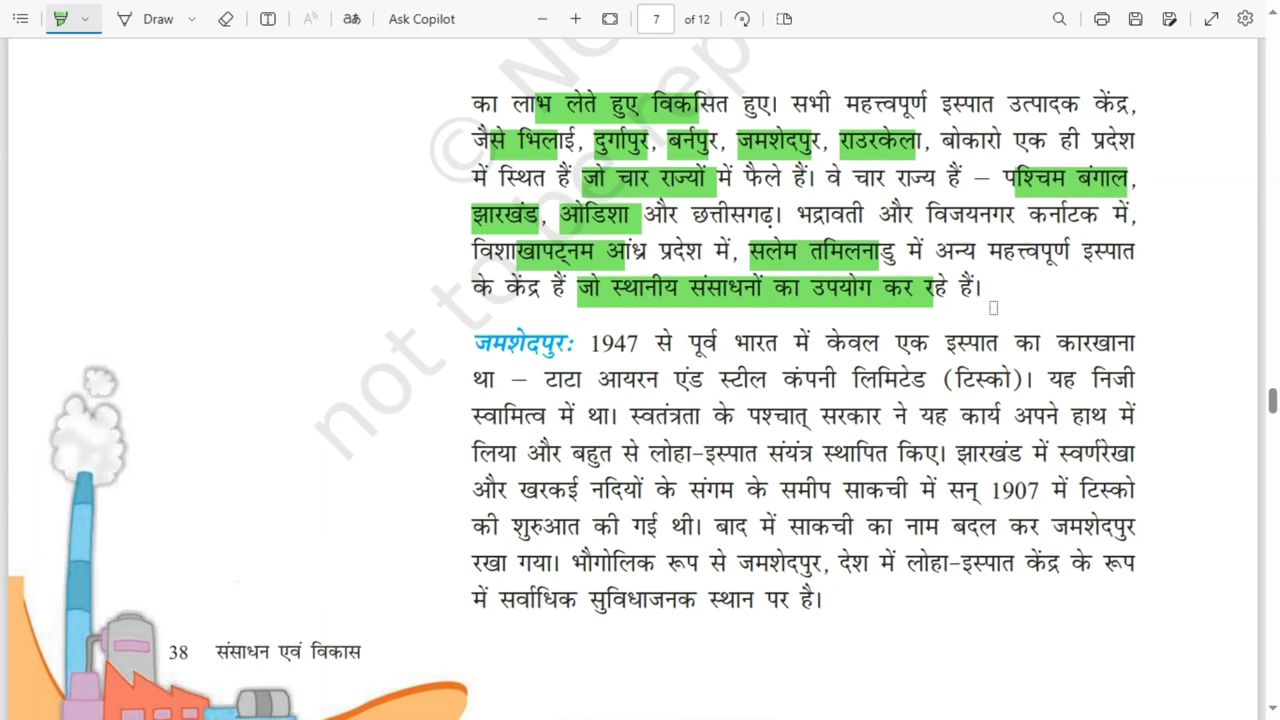 Draw
Ask Copilot
7
of 12
का लाभ लेते हुए विकसित हुए। सभी महत्त्वपूर्ण इस्पात उत्पादक केंद्र,
जैसे भिलाई, दुर्गापुर, बर्नपुर, जमशेदपुर, राउरकेला, बोकारो एक ही प्रदेश
में स्थित हैं जो चार राज्यों में फैले हैं। वे चार राज्य हैं – पश्चिम बंगाल,
झारखंड, ओडिशा और छत्तीसगढ़। भद्रावती और विजयनगर कर्नाटक में,
विशाखापट्नम आंध्र प्रदेश में, सलेम तमिलनाडु में अन्य महत्त्वपूर्ण इस्पात
के केंद्र हैं जो स्थानीय संसाधनों का उपयोग कर रहे हैं।
जमशेदपुरः 1947 से पूर्व भारत में केवल एक इस्पात का कारखाना
था – टाटा आयरन एंड स्टील कंपनी लिमिटेड (टिस्को)। यह निजी
स्वामित्व में था। स्वतंत्रता के पश्चात् सरकार ने यह कार्य अपने हाथ में
लिया और बहुत से लोहा-इस्पात संयंत्र स्थापित किए। झारखंड में स्वर्णरेखा
और खरकई नदियों के संगम के समीप साकची में सन् 1907 में टिस्को
की शुरुआत की गई थी। बाद में साकची का नाम बदल कर जमशेदपुर
रखा गया। भौगोलिक रूप से जमशेदपुर, देश में लोहा-इस्पात केंद्र के रूप
में सर्वाधिक सुविधाजनक स्थान पर है।
38 संसाधन एवं विकास
© No
not to be rep